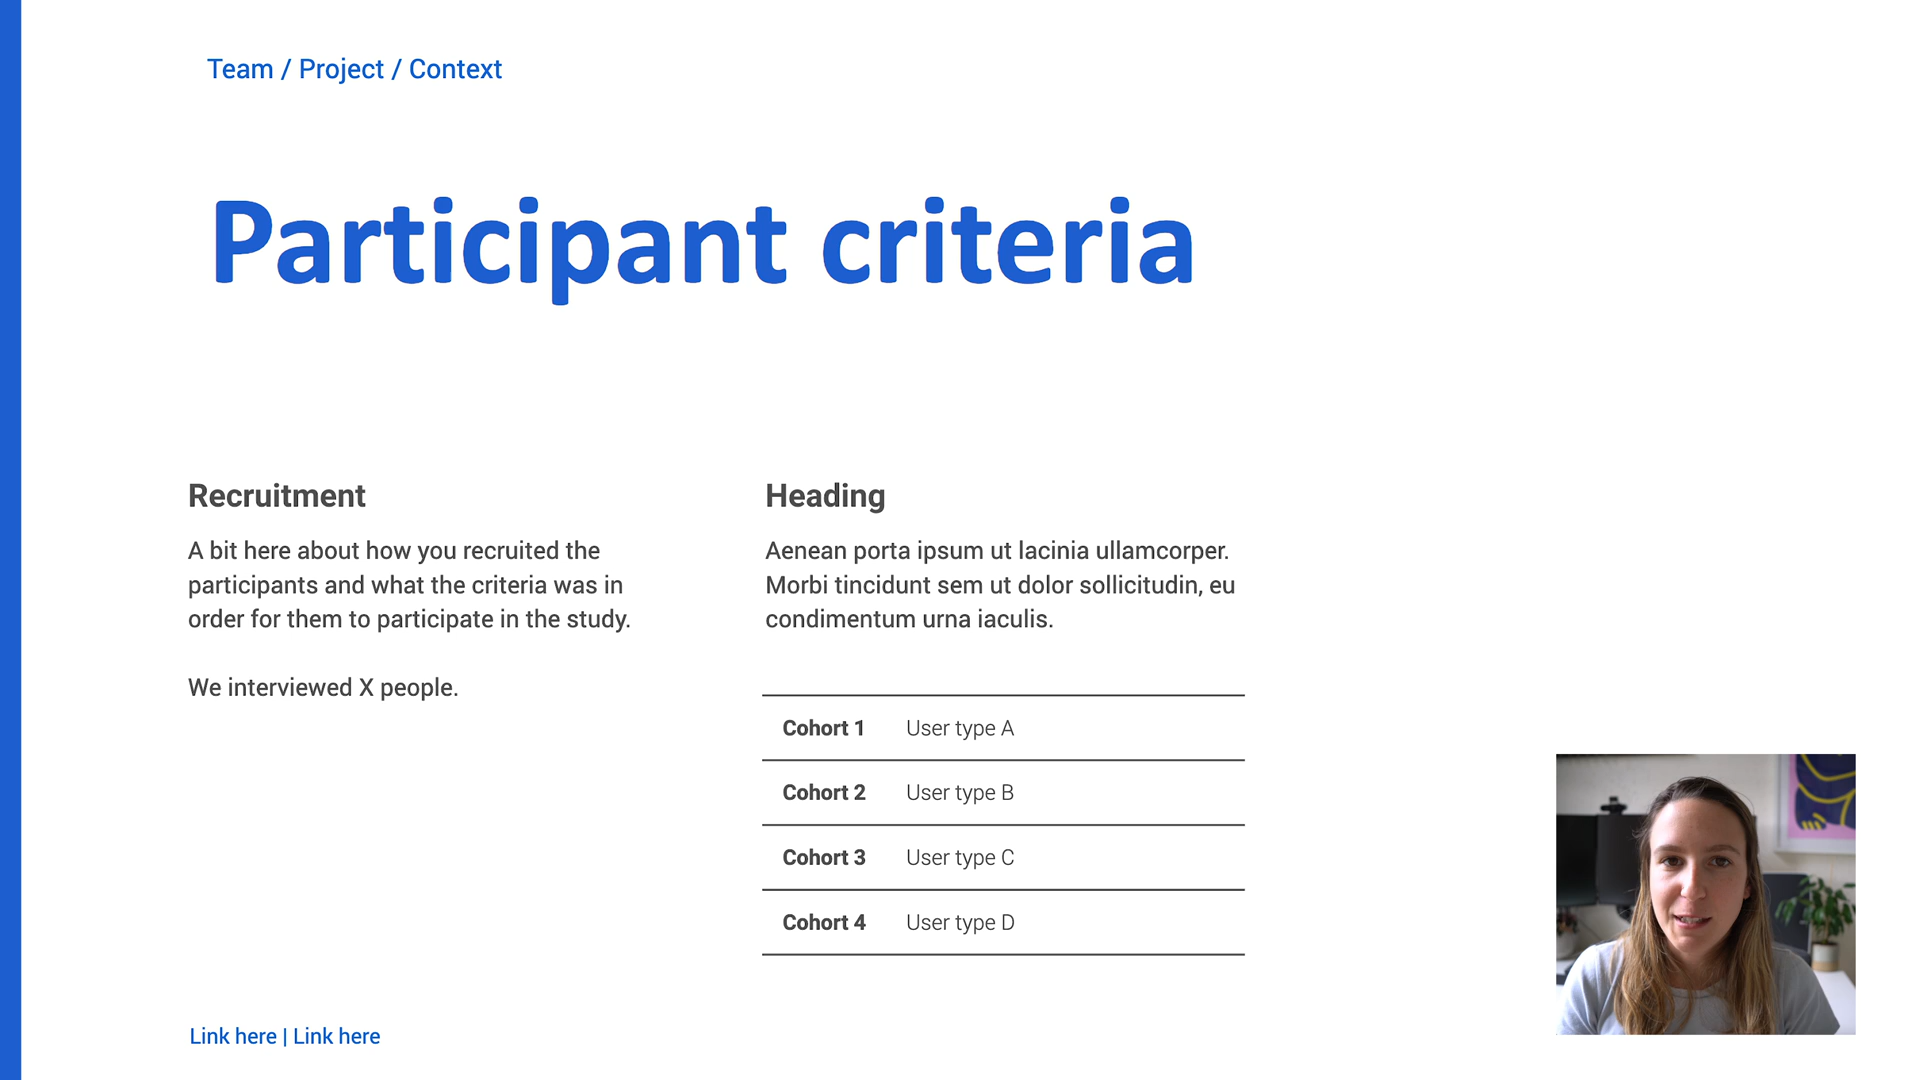 Team / Project / Context
Participant criteria
Recruitment
A bit here about how you recruited the
participants and what the criteria was in
order for them to participate in the study.
We interviewed X people.
Heading
Aenean porta ipsum ut lacinia ullamcorper.
Morbi tincidunt sem ut dolor sollicitudin, eu
condimentum urna iaculis.
Cohort 1 User type A
Cohort 2 User type B
Cohort 3 User type C
Cohort 4 User type D
Link here | Link here